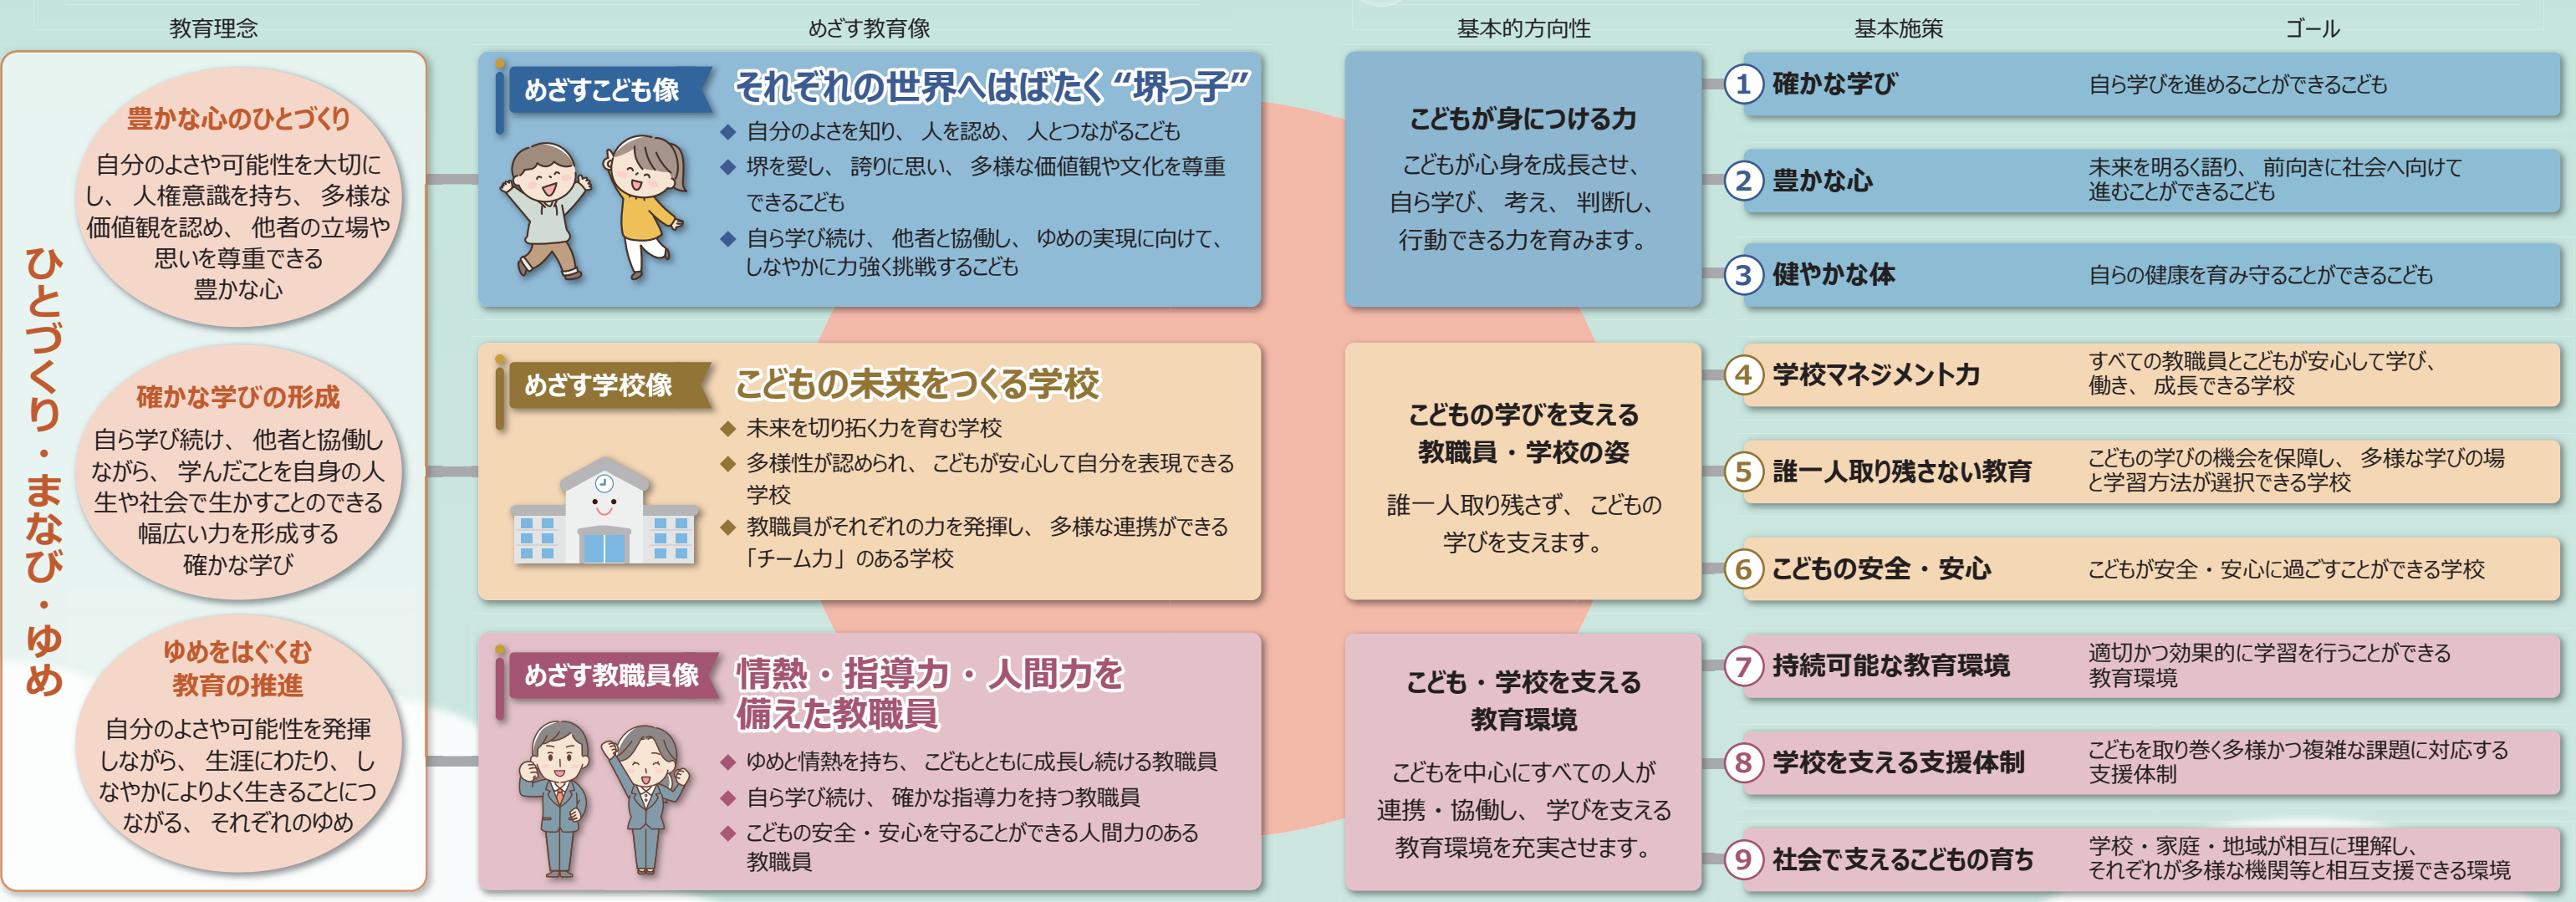 教育理念
めざす教育像
基本的方向性
基本施策
ゴール
ひとづくり・まなび・ゆめ
豊かな心のひとづくり
自分のよさや可能性を大切に
し、人権意識を持ち、多様な
価値観を認め、他者の立場や
思いを尊重できる
豊かな心
確かな学びの形成
自ら学び続け、他者と協働し
ながら、学んだことを自身の人
生や社会で生かすことのできる
幅広い力を形成する
確かな学び
ゆめをはぐくむ
教育の推進
自分のよさや可能性を発揮
しながら、生涯にわたり、し
なやかによりよく生きることにつ
ながる、それぞれのゆめ
めざすこども像
それぞれの世界へはばたく“堺っ子”
◆ 自分のよさを知り、人を認め、人とつながるこども
◆ 堺を愛し、誇りに思い、多様な価値観や文化を尊重
できるこども
◆ 自ら学び続け、他者と協働し、ゆめの実現に向けて、
しなやかに力強く挑戦するこども
めざす学校像
こどもの未来をつくる学校
◆ 未来を切り拓く力を育む学校
◆ 多様性が認められ、こどもが安心して自分を表現できる
学校
◆ 教職員がそれぞれの力を発揮し、多様な連携ができる
「チーム力」のある学校
めざす教職員像
情熱・指導力・人間力を
備えた教職員
◆ ゆめと情熱を持ち、こどもとともに成長し続ける教職員
◆ 自ら学び続け、確かな指導力を持つ教職員
◆ こどもの安全・安心を守ることができる人間力のある
教職員
こどもが身につける力
こどもが心身を成長させ、
自ら学び、考え、判断し、
行動できる力を育みます。
こどもの学びを支える
教職員・学校の姿
誰一人取り残さず、こどもの
学びを支えます。
こども・学校を支える
教育環境
こどもを中心にすべての人が
連携・協働し、学びを支える
教育環境を充実させます。
1 確かな学び
自ら学びを進めることができるこども
2 豊かな心
未来を明るく語り、前向きに社会へ向けて
進むことができるこども
3 健やかな体
自らの健康を育み守ることができるこども
4 学校マネジメント力
すべての教職員とこどもが安心して学び、
働き、成長できる学校
5 誰一人取り残さない教育
こどもの学びの機会を保障し、多様な学びの場
と学習方法が選択できる学校
6 こどもの安全・安心
こどもが安全・安心に過ごすことができる学校
7 持続可能な教育環境
適切かつ効果的に学習を行うことができる
教育環境
8 学校を支える支援体制
こどもを取り巻く多様かつ複雑な課題に対応する
支援体制
9 社会で支えるこどもの育ち
学校・家庭・地域が相互に理解し、
それぞれが多様な機関等と相互支援できる環境